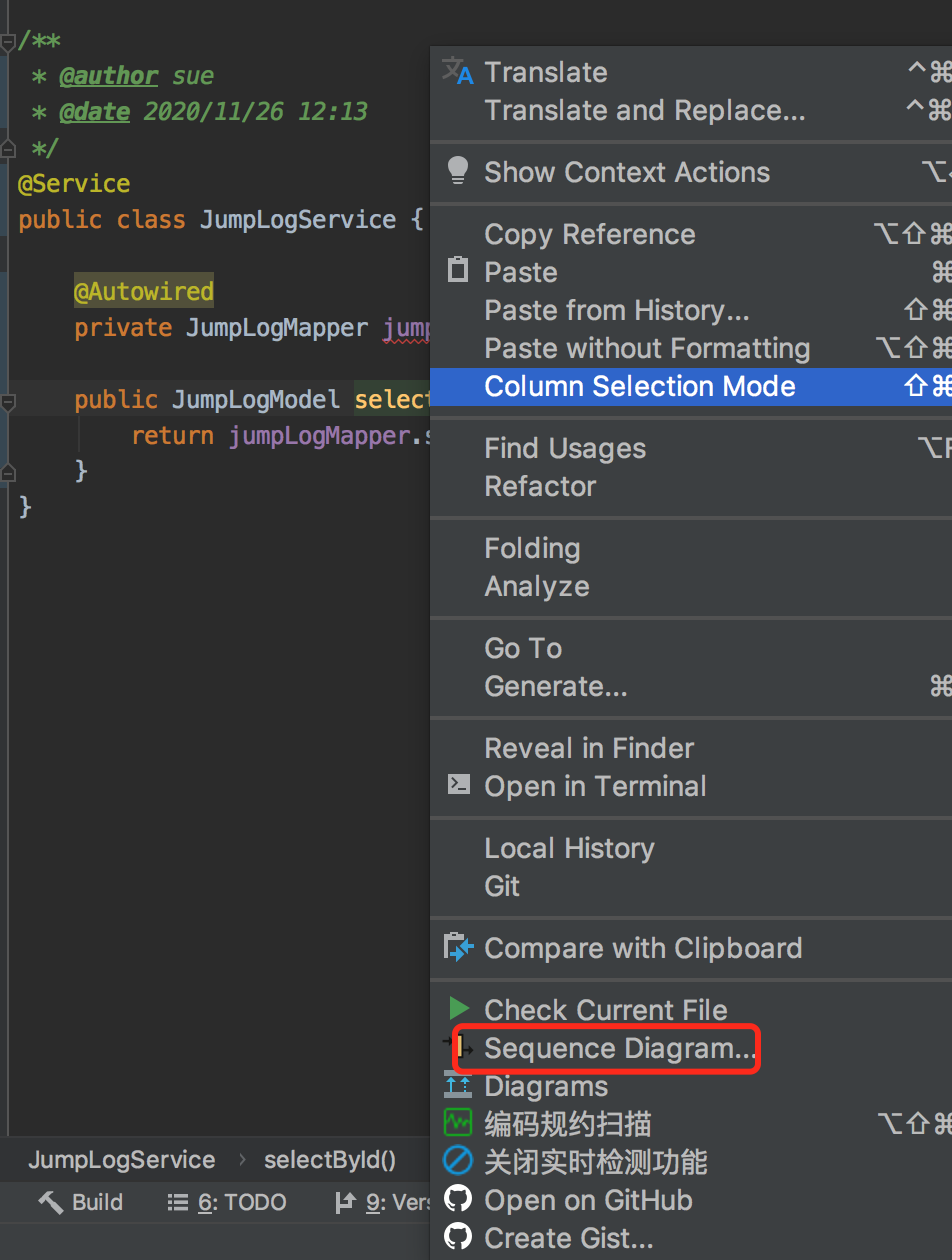 /**
* @author sue
* @date 2020/11/26 12:13
*/
@Service
public class JumpLogService {
@Autowired
private JumpLogMapper jump
public JumpLogModel select
return jumpLogMapper.s
}
}
Translate ^⌘
Translate and Replace... ^⌘
Show Context Actions ⌥
Copy Reference ⌥⇧⌘
Paste ⌘
Paste from History... ⇧⌘
Paste without Formatting ⌥⇧⌘
Column Selection Mode ⇧⌘
Find Usages ⌥F
Refactor
Folding
Analyze
Go To
Generate... ⌘
Reveal in Finder
Open in Terminal
Local History
Git
Compare with Clipboard
Check Current File
Sequence Diagram...
Diagrams
编码规约扫描 ⌥⇧⌘
关闭实时检测功能
Open on GitHub
Create Gist...
JumpLogService › selectById()
Build 6: TODO 9: Vers